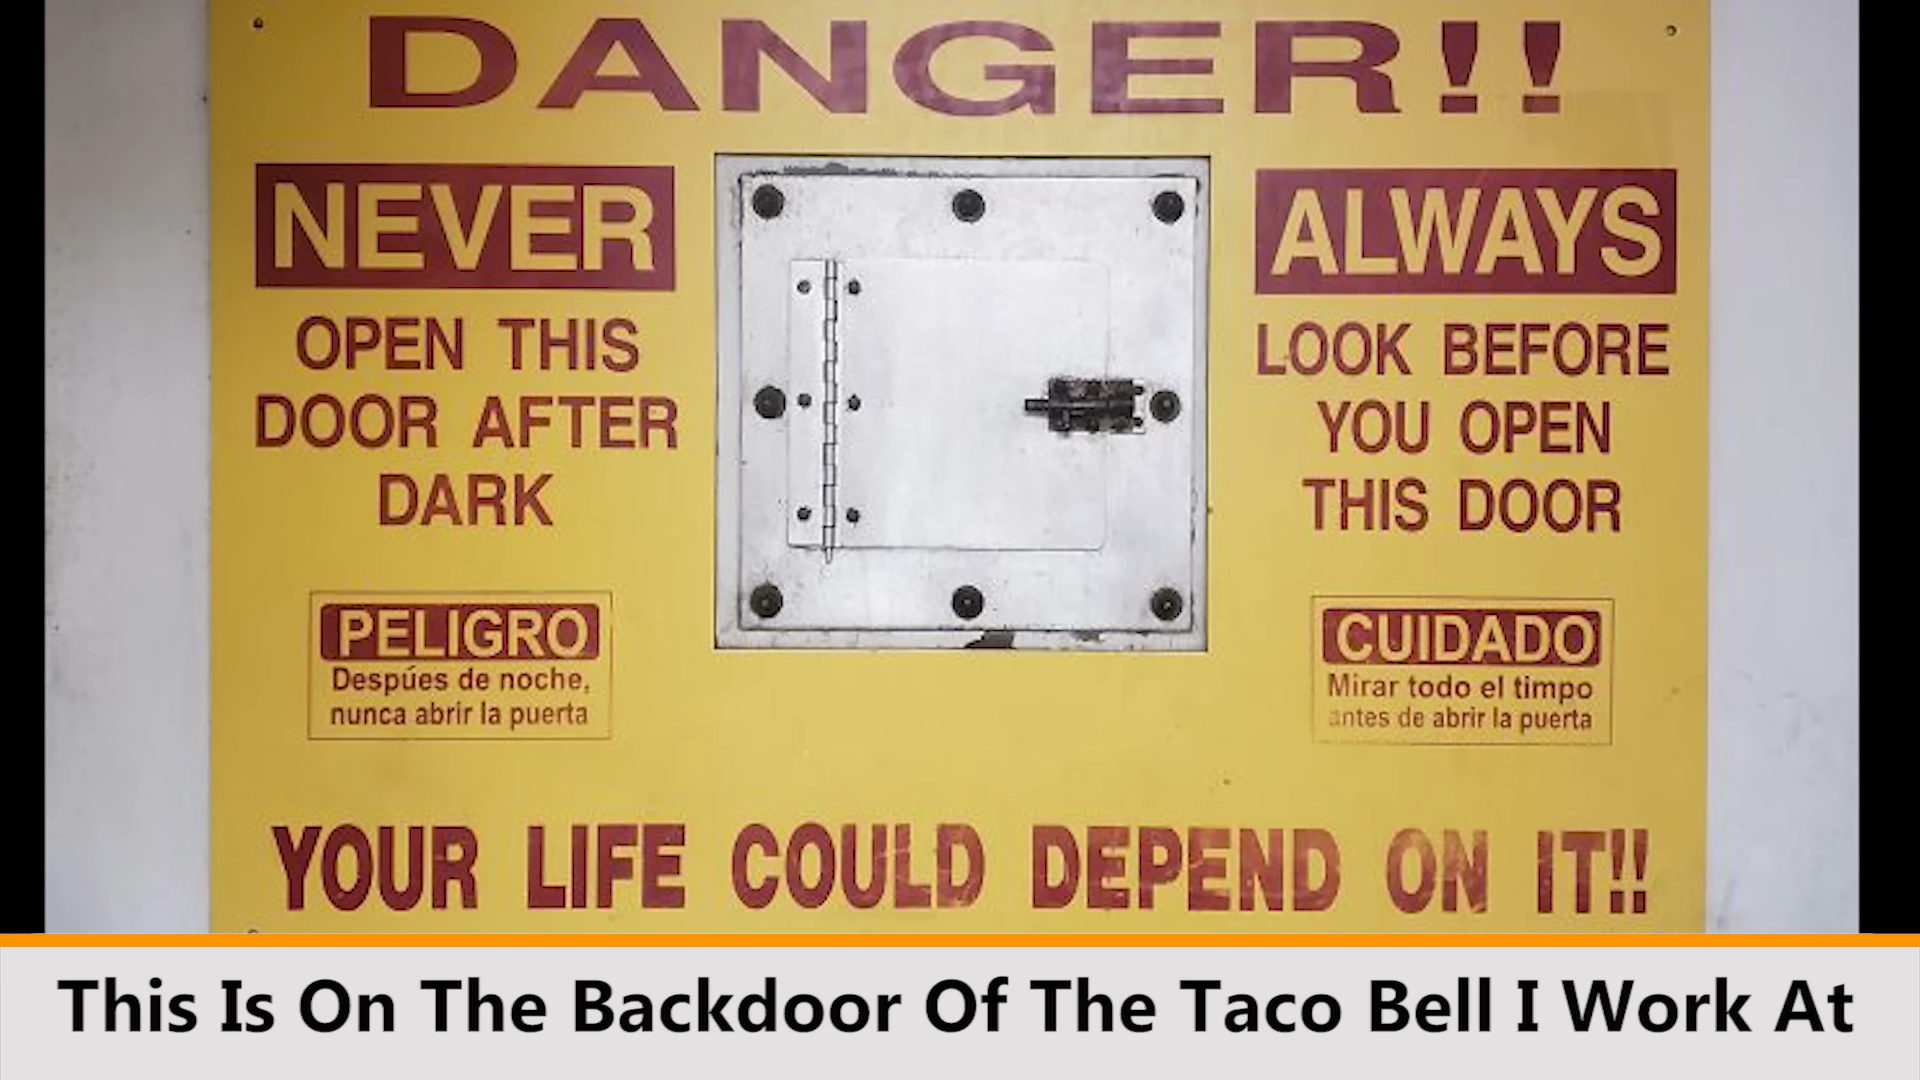 DANGER!!
NEVER
OPEN THIS
DOOR AFTER
DARK
PELIGRO
Despúes de noche,
nunca abrir la puerta
ALWAYS
LOOK BEFORE
YOU OPEN
THIS DOOR
CUIDADO
Mirar todo el timpo
antes de abrir la puerta
YOUR LIFE COULD DEPEND ON IT!!
This Is On The Backdoor Of The Taco Bell I Work At